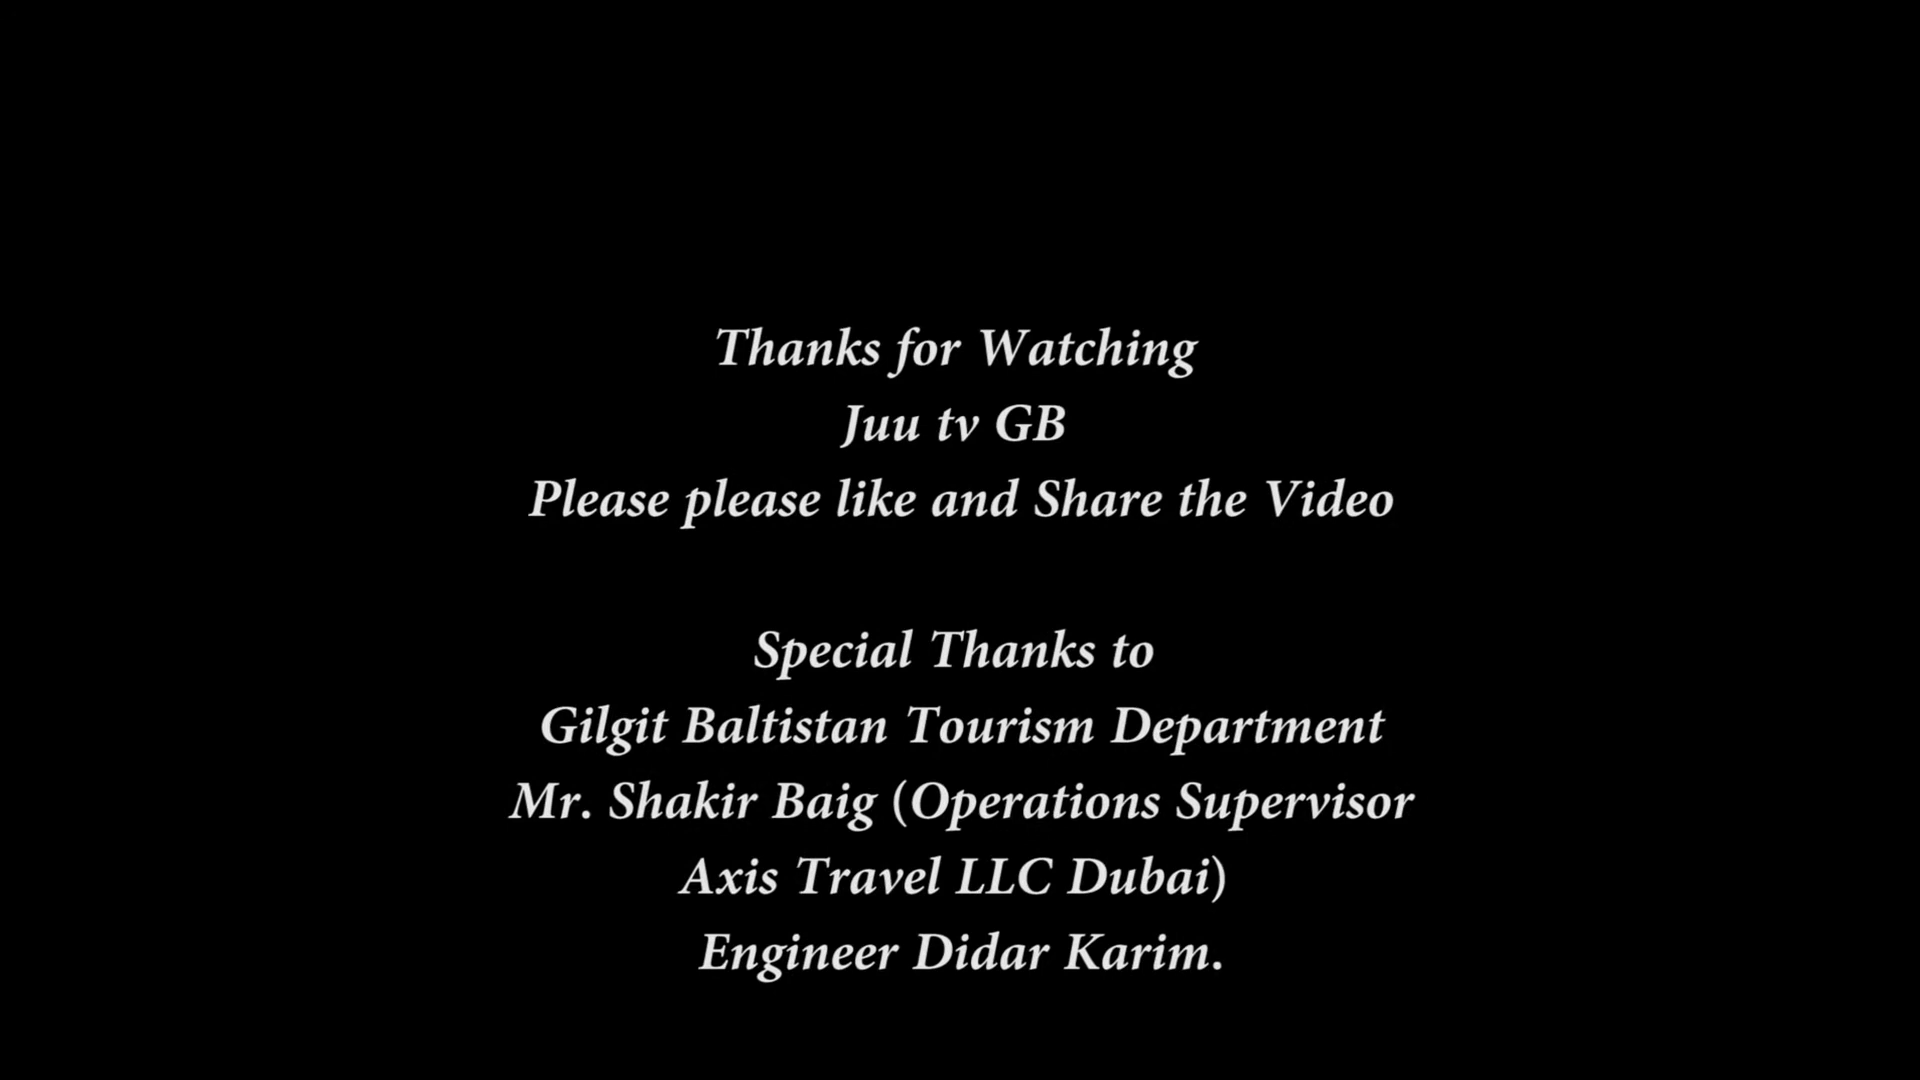 Thanks for Watching
Juu tv GB
Please please like and Share the Video
Special Thanks to
Gilgit Baltistan Tourism Department
Mr. Shakir Baig (Operations Supervisor
Axis Travel LLC Dubai)
Engineer Didar Karim.